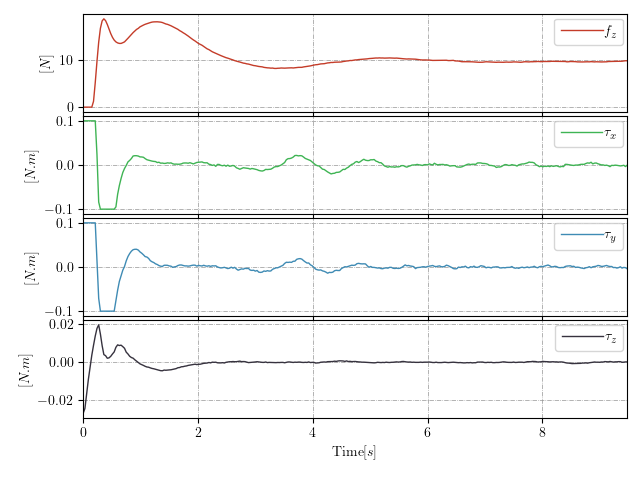 [N]
10
0
f_z
[N.m]
0.1
0.0
−0.1
τ_x
[N.m]
0.1
0.0
−0.1
τ_y
[N.m]
0.02
0.00
−0.02
τ_z
0 2 4 6 8
Time[s]